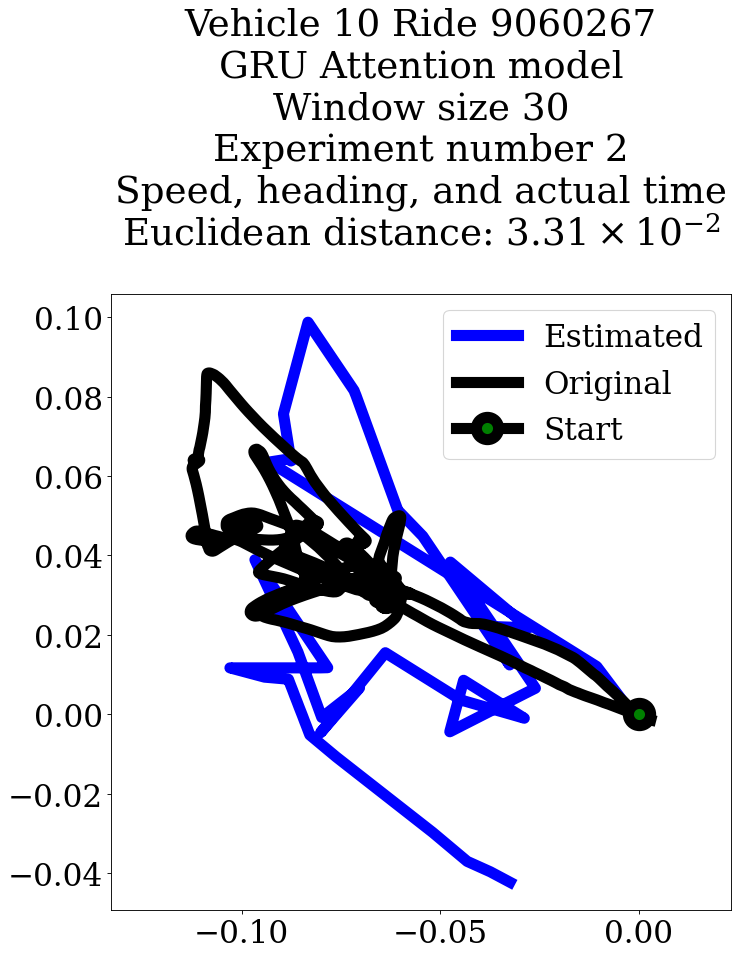 Vehicle 10 Ride 9060267
GRU Attention model
Window size 30
Experiment number 2
Speed, heading, and actual time
Euclidean distance: 3.31 × 10⁻²
Estimated
Original
Start
0.10
0.08
0.06
0.04
0.02
0.00
−0.02
−0.04
−0.10
−0.05
0.00